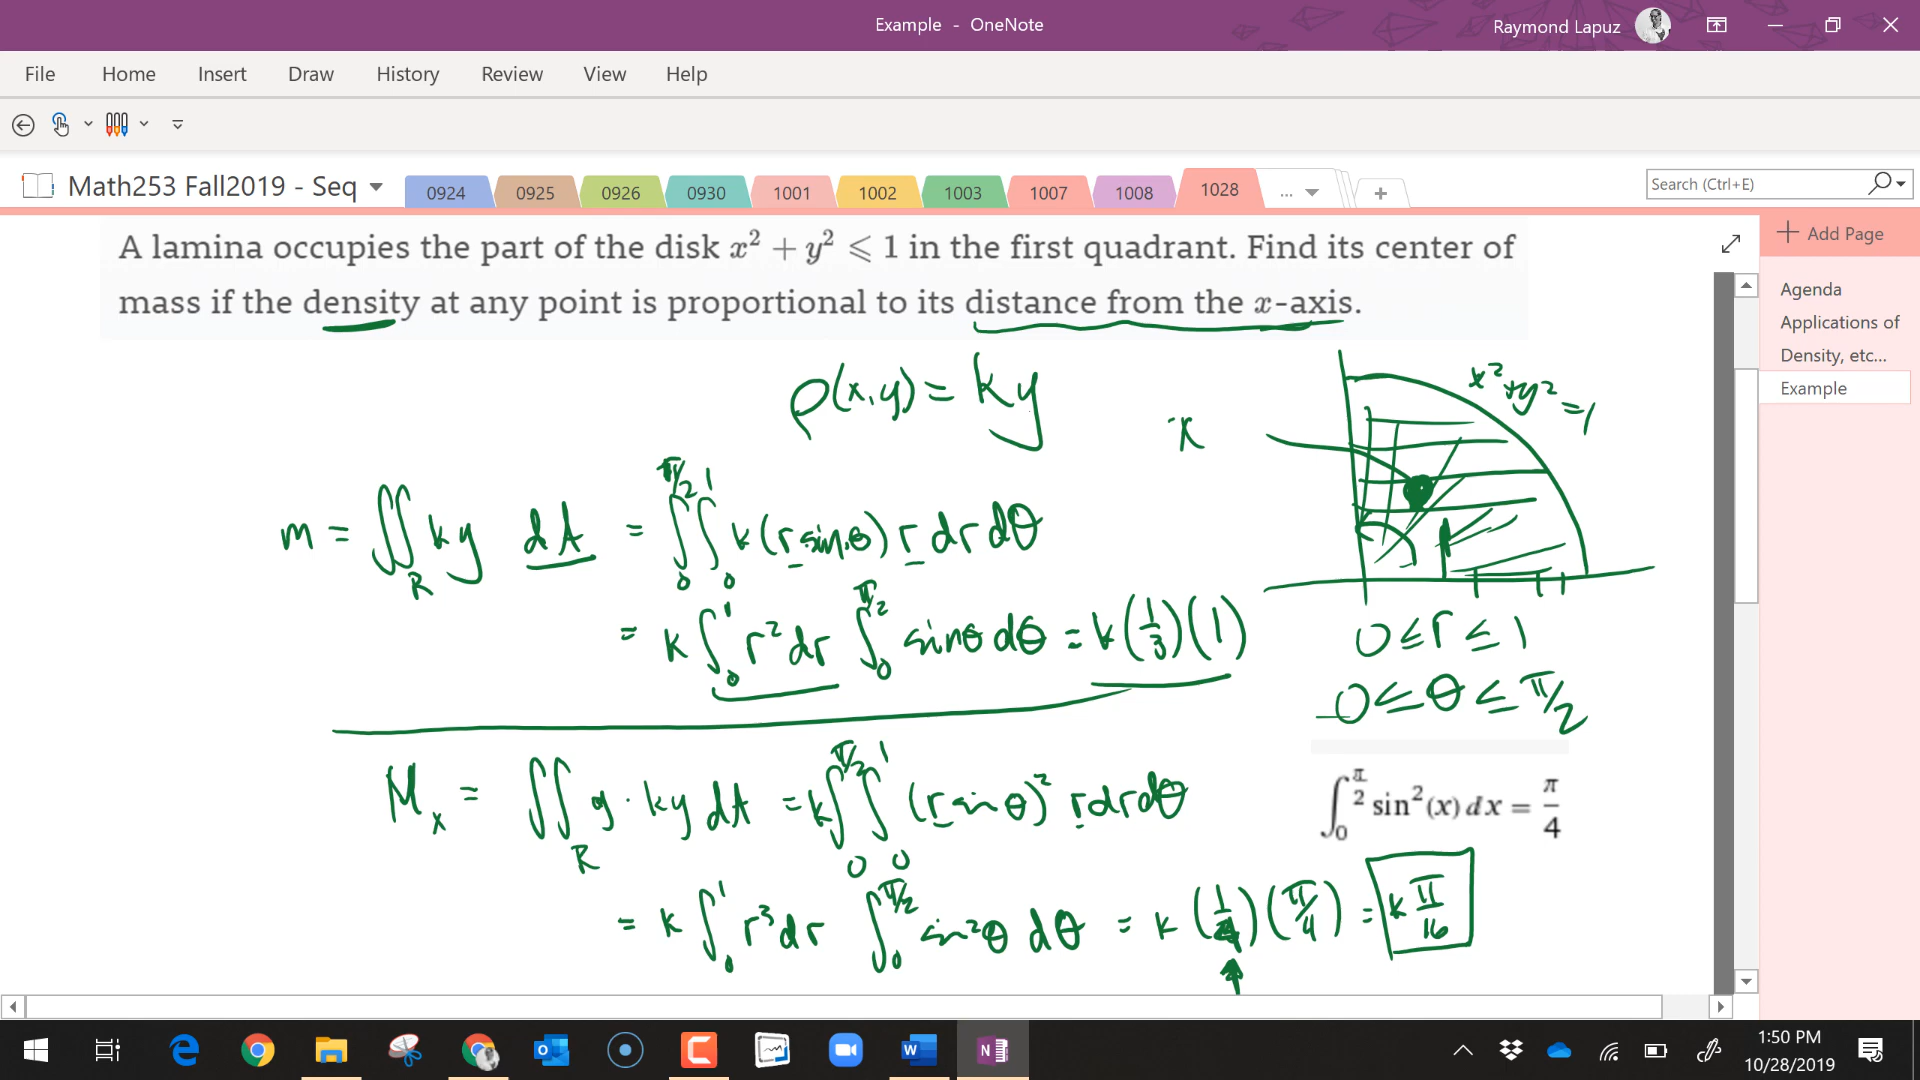 Example - OneNote
Raymond Lapuz
File Home Insert Draw History Review View Help
Math253 Fall2019 - Seq
0924 0925 0926 0930 1001 1002 1003 1007 1008 1028 ...
Search (Ctrl+E)
Add Page
Agenda
Applications of
Density, etc...
Example
A lamina occupies the part of the disk x² + y² ⩽ 1 in the first quadrant. Find its center of
mass if the density at any point is proportional to its distance from the x-axis.
ρ(x,y) = ky
x
x² + y² = 1
m = ∬_R ky dA = ∫_0^{π/2} ∫_0^1 k(r sin θ) r dr dθ
= k ∫_0^1 r² dr ∫_0^{π/2} sinθ dθ = k(1/3)(1)
0 ≤ r ≤ 1
0 ≤ θ ≤ π/2
M_x = ∬_R y · ky dA = k ∫_0^{π/2} ∫_0^1 (r sin θ)² r dr dθ
∫_0^{π/2} sin²(x) dx = π/4
= k ∫_0^1 r³ dr ∫_0^{π/2} sin²θ dθ = k (1/4)(π/4) = k π/16
1:50 PM
10/28/2019